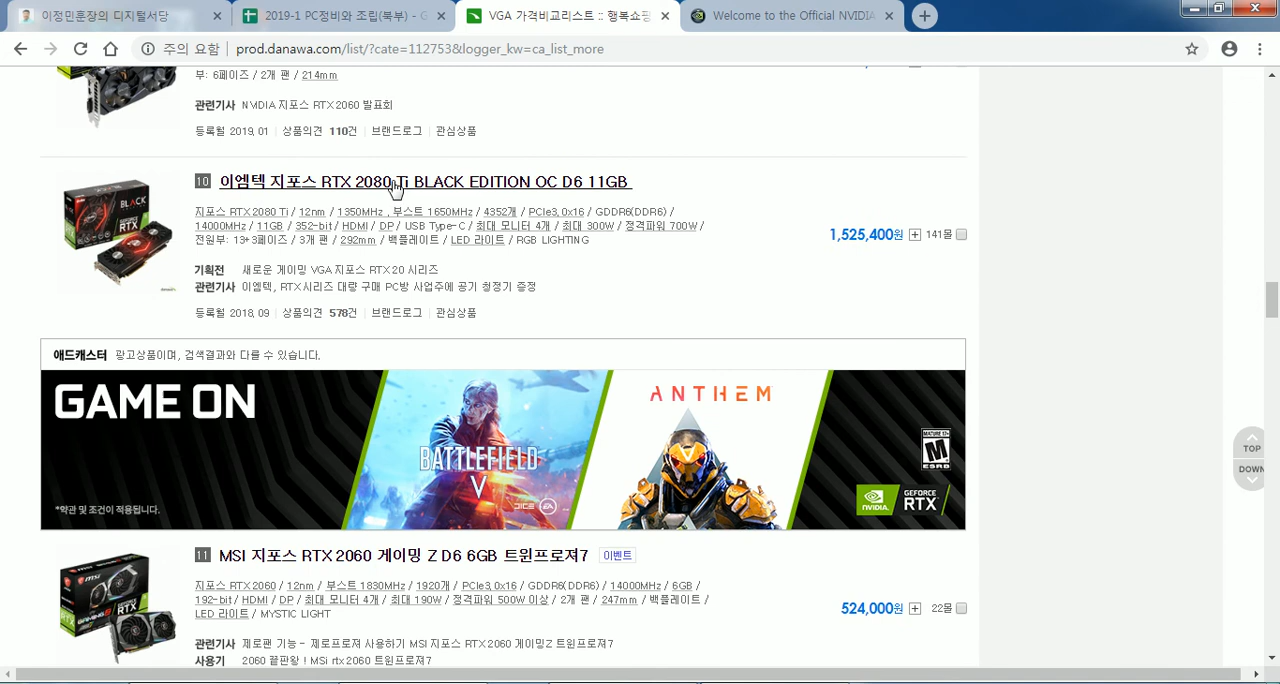 이정민훈장의 디지털서당
2019-1 PC정비와 조립(북부) - G
VGA 가격비교리스트 :: 행복쇼핑
Welcome to the Official NVIDIA
주의 요함
prod.danawa.com/list/?cate=112753&logger_kw=ca_list_more
부: 6페이즈 / 2개 팬 / 214mm
관련기사 NVIDIA 지포스 RTX 2060 발표회
등록월 2019.01 상품의견 110건 브랜드로그 관심상품
10 이엠텍 지포스 RTX 2080 Ti BLACK EDITION OC D6 11GB
지포스 RTX 2080 Ti / 12nm / 1350MHz , 부스트 1650MHz / 4352개 / PCIe3.0x16 / GDDR6(DDR6) /
14000MHz / 11GB / 352-bit / HDMI / DP / USB Type-C / 최대 모니터 4개 / 최대 300W / 정격파워 700W /
전원부: 13+3페이즈 / 3개 팬 / 292mm / 백플레이트 / LED 라이트 / RGB LIGHTING
1,525,400원 141몰
기획전 새로운 게이밍 VGA 지포스 RTX 20 시리즈
관련기사 이엠텍, RTX시리즈 대량 구매 PC방 사업주에 공기 청정기 증정
등록월 2018.09 상품의견 578건 브랜드로그 관심상품
애드캐스터 광고상품이며, 검색결과와 다를 수 있습니다.
GAME ON
BATTLEFIELD
V
DICE EA
ANTHEM
MATURE 17+
M
ESRB
NVIDIA.
GEFORCE
RTX
*약관 및 조건이 적용됩니다.
TOP
DOWN
11 MSI 지포스 RTX 2060 게이밍 Z D6 6GB 트윈프로져7 이벤트
지포스 RTX 2060 / 12nm / 부스트 1830MHz / 1920개 / PCIe3.0x16 / GDDR6(DDR6) / 14000MHz / 6GB /
192-bit / HDMI / DP / 최대 모니터 4개 / 최대 190W / 정격파워 500W 이상 / 2개 팬 / 247mm / 백플레이트 /
LED 라이트 / MYSTIC LIGHT
524,000원 22몰
관련기사 제로팬 기능 - 제로프로져 사용하기 MSI 지포스 RTX 2060 게이밍Z 트윈프로져7
사용기 2060 끝판왕 ! MSi rtx 2060 트윈프로져7